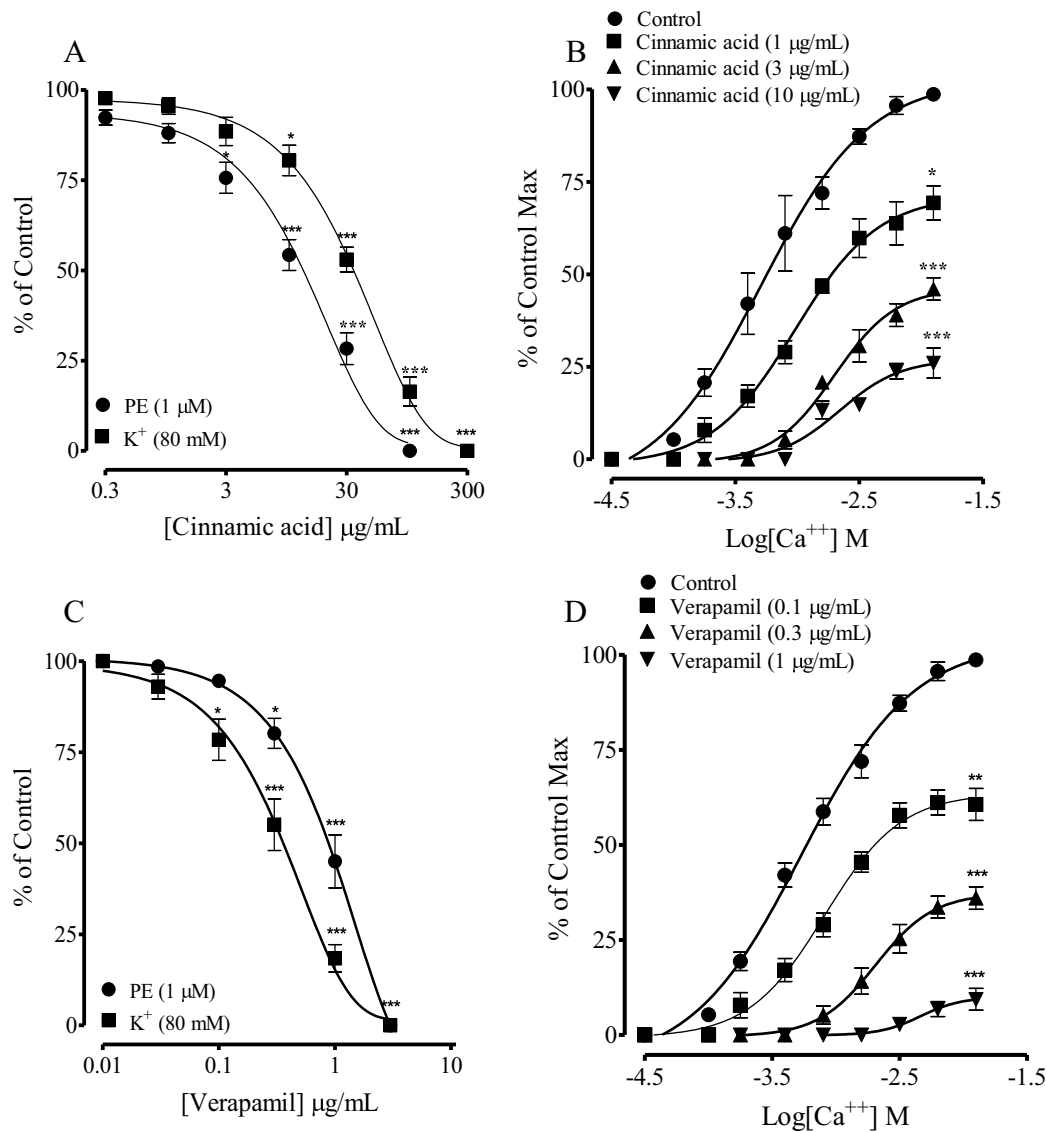 A
100
75
50
25
0
% of Control
*
*
***
***
***
***
***
***
PE (1 μM)
K⁺ (80 mM)
0.3
3
30
300
[Cinnamic acid] μg/mL
B
Control
Cinnamic acid (1 μg/mL)
Cinnamic acid (3 μg/mL)
Cinnamic acid (10 μg/mL)
100
75
50
25
0
% of Control Max
*
***
***
-4.5
-3.5
-2.5
-1.5
Log[Ca⁺⁺] M
C
100
75
50
25
0
% of Control
*
*
***
***
***
***
PE (1 μM)
K⁺ (80 mM)
0.01
0.1
1
10
[Verapamil] μg/mL
D
Control
Verapamil (0.1 μg/mL)
Verapamil (0.3 μg/mL)
Verapamil (1 μg/mL)
100
75
50
25
0
% of Control Max
**
***
***
-4.5
-3.5
-2.5
-1.5
Log[Ca⁺⁺] M